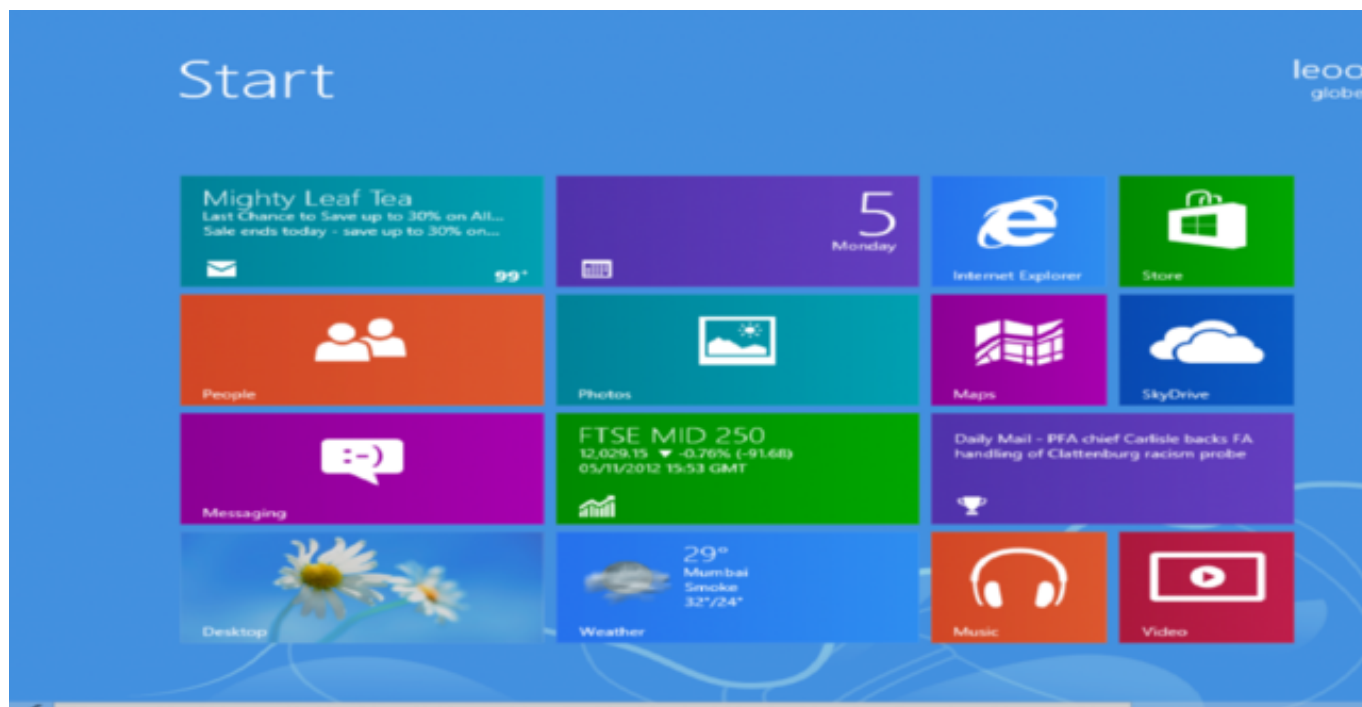 Start
leoo
globe
Mighty Leaf Tea
Last Chance to Save up to 30% on All...
Sale ends today - save up to 30% on...
99+
5
Monday
Internet Explorer
Store
People
Photos
Maps
SkyDrive
Messaging
:-)
FTSE MID 250
12,029.15 ▼ -0.76% (-91.68)
05/11/2012 15:53 GMT
Daily Mail - PFA chief Carlisle backs FA
handling of Clattenburg racism probe
Desktop
29°
Mumbai
Smoke
32°/24°
Weather
Music
Video